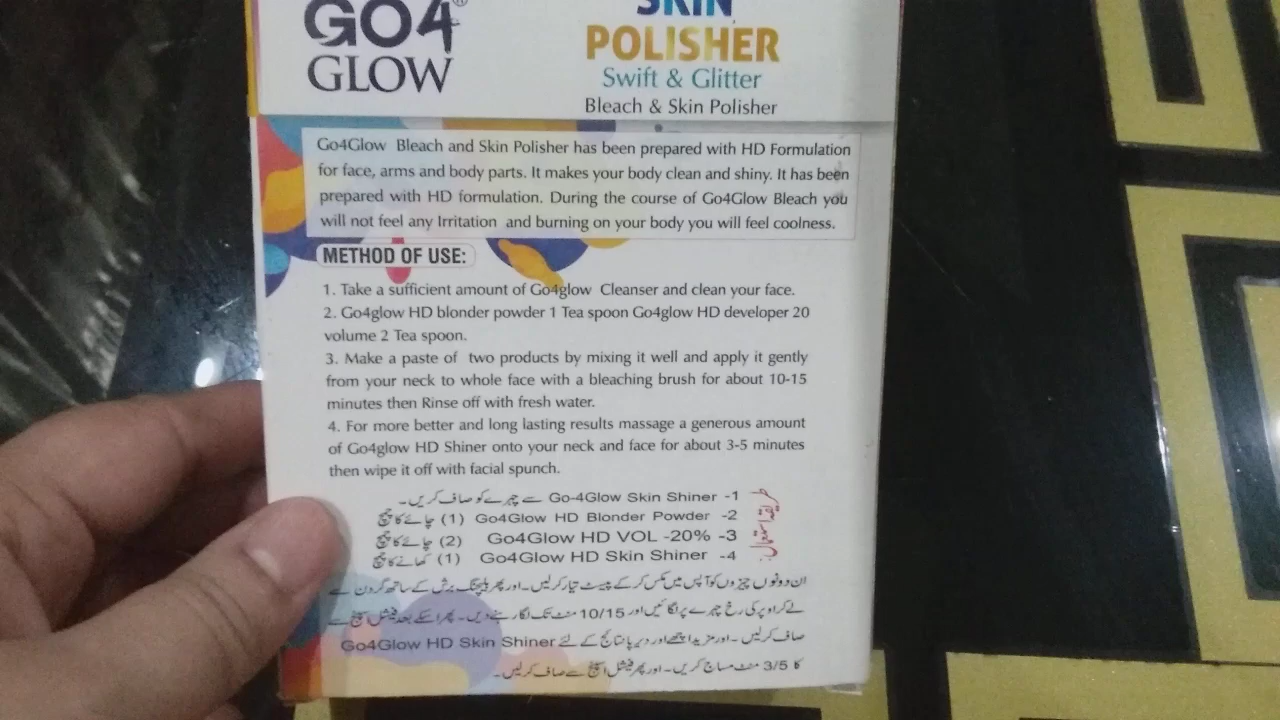 GO4®
GLOW
SKIN
POLISHER
Swift & Glitter
Bleach & Skin Polisher
Go4Glow Bleach and Skin Polisher has been prepared with HD Formulation
for face, arms and body parts. It makes your body clean and shiny. It has been
prepared with HD formulation. During the course of Go4Glow Bleach you
will not feel any Irritation and burning on your body you will feel coolness.
METHOD OF USE:
1. Take a sufficient amount of Go4glow Cleanser and clean your face.
2. Go4glow HD blonder powder 1 Tea spoon Go4glow HD developer 20
volume 2 Tea spoon.
3. Make a paste of two products by mixing it well and apply it gently
from your neck to whole face with a bleaching brush for about 10-15
minutes then Rinse off with fresh water.
4. For more better and long lasting results massage a generous amount
of Go4glow HD Shiner onto your neck and face for about 3-5 minutes
then wipe it off with facial spunch.
طریقہ استعمال:
1- Go-4Glow Skin Shiner سے چہرے کو صاف کریں۔
2- Go4Glow HD Blonder Powder (1) چائے کا چمچ
3- Go4Glow HD VOL -20% (2) چائے کا چمچ
4- Go4Glow HD Skin Shiner (1) کھانے کا چمچ
ان دونوں چیزوں کو آپس میں مکس کر کے پیسٹ تیار کر لیں۔ اور پھر بلیچنگ برش کے ساتھ گردن سے
لے کر اوپر کی رخ چہرے پر لگائیں اور 10/15 منٹ تک لگا رہنے دیں۔ پھر اسکے بعد فیشل اسپنج سے
صاف کر لیں۔ اور مزید اچھے اور دیرپا نتائج کے لئے Go4Glow HD Skin Shiner
کا 3/5 منٹ مساج کریں۔ اور پھر فیشل اسپنج سے صاف کر لیں۔